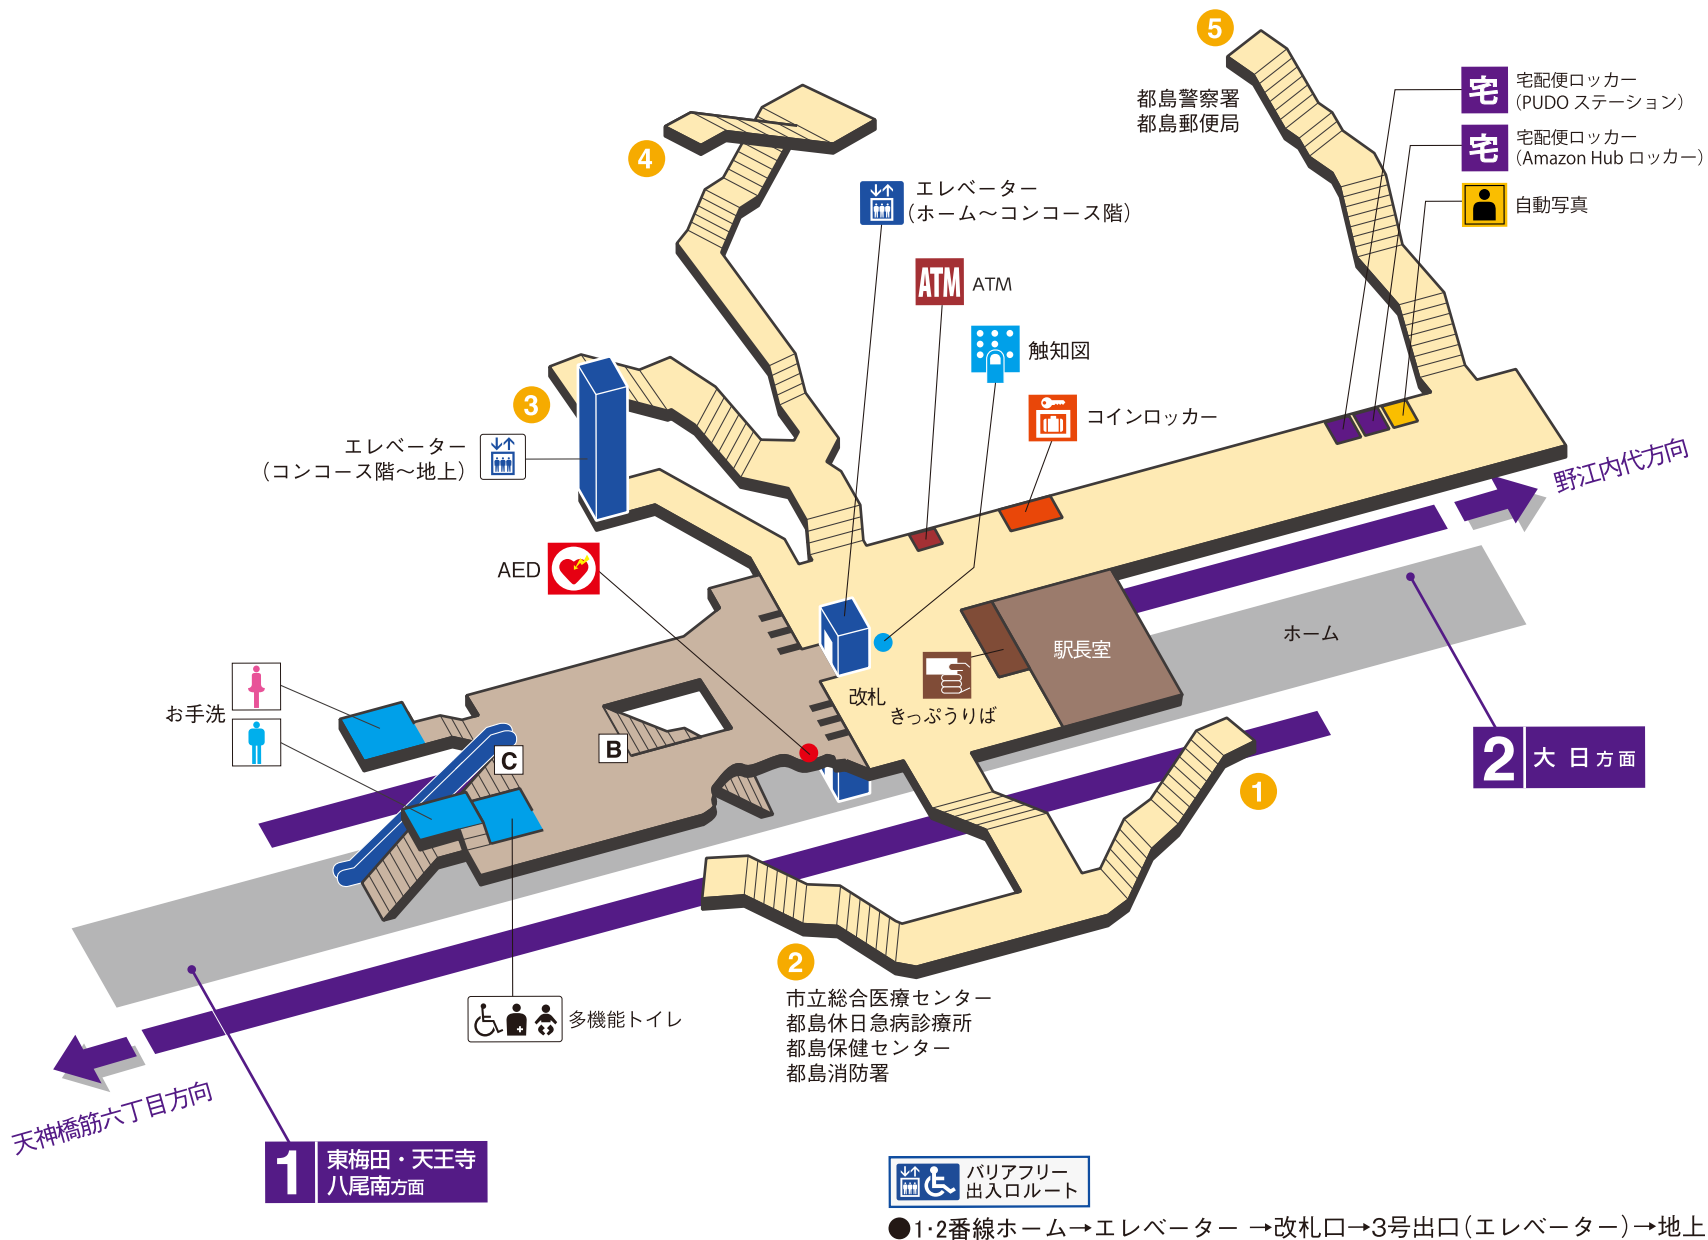 5
都島警察署
都島郵便局
宅
宅配便ロッカー
(PUDO ステーション)
宅
宅配便ロッカー
(Amazon Hub ロッカー)
自動写真
4
エレベーター
(ホーム～コンコース階)
ATM
ATM
触知図
コインロッカー
3
エレベーター
(コンコース階～地上)
野江内代方向
AED
ホーム
駅長室
改札
きっぷうりば
お手洗
B
C
2
大 日 方面
1
2
市立総合医療センター
都島休日急病診療所
都島保健センター
都島消防署
多機能トイレ
天神橋筋六丁目方向
1
東梅田・天王寺
八尾南方面
バリアフリー
出入口ルート
●1・2番線ホーム→エレベーター →改札口→3号出口(エレベーター)→地上